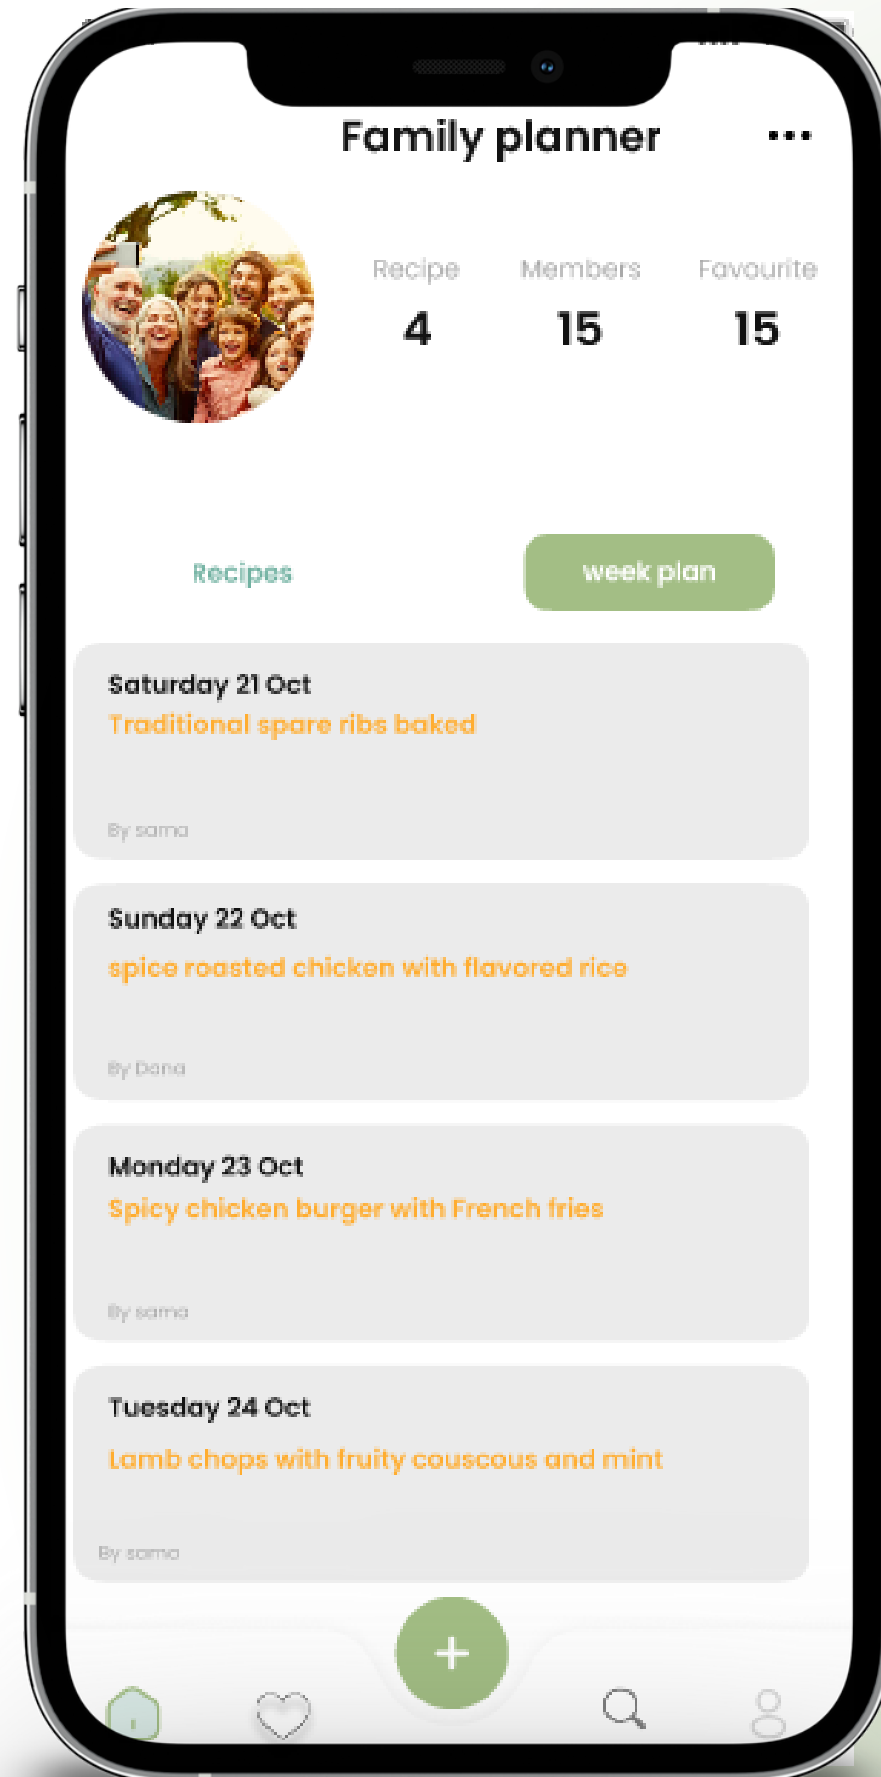 Family planner
Recipe Members Favourite
4 15 15
Recipes week plan
Saturday 21 Oct
Traditional spare ribs baked
By sama
Sunday 22 Oct
spice roasted chicken with flavored rice
By Dana
Monday 23 Oct
Spicy chicken burger with French fries
By sama
Tuesday 24 Oct
Lamb chops with fruity couscous and mint
By sama